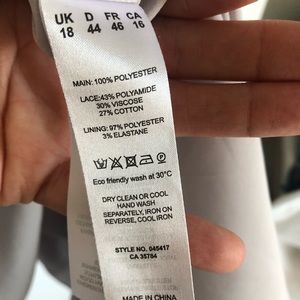 UK D FR CA
18 44 46 16
MAIN: 100% POLYESTER
LACE:43% POLYAMIDE
30% VISCOSE
27% COTTON
LINING: 97% POLYESTER
3% ELASTANE
Eco friendly wash at 30°C
DRY CLEAN OR COOL
HAND WASH
SEPARATELY, IRON ON
REVERSE, COOL IRON
STYLE NO. 045417
CA 35784
MADE IN CHINA